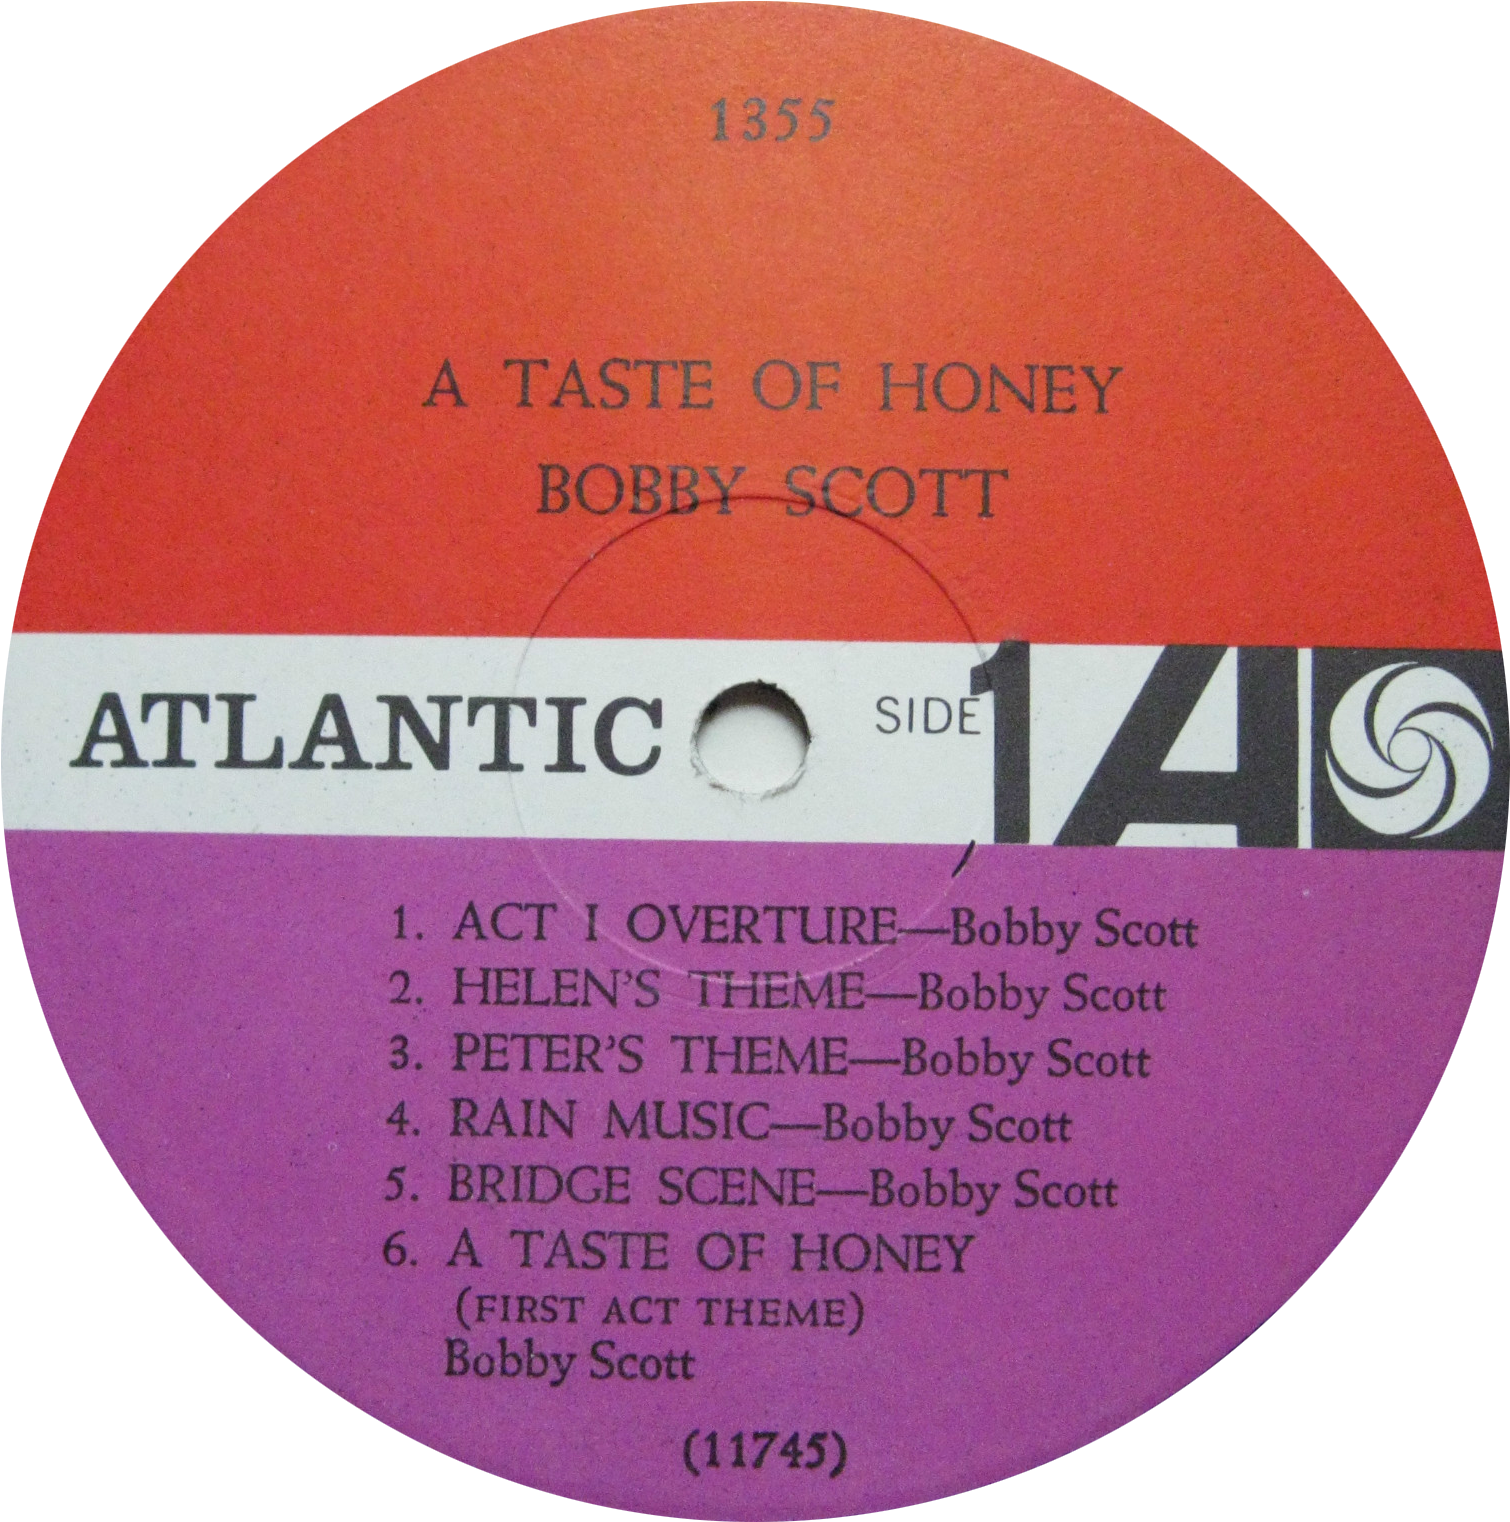 1355
A TASTE OF HONEY
BOBBY SCOTT
ATLANTIC SIDE 1 A
1. ACT I OVERTURE—Bobby Scott
2. HELEN'S THEME—Bobby Scott
3. PETER'S THEME—Bobby Scott
4. RAIN MUSIC—Bobby Scott
5. BRIDGE SCENE—Bobby Scott
6. A TASTE OF HONEY
(FIRST ACT THEME)
Bobby Scott
(11745)